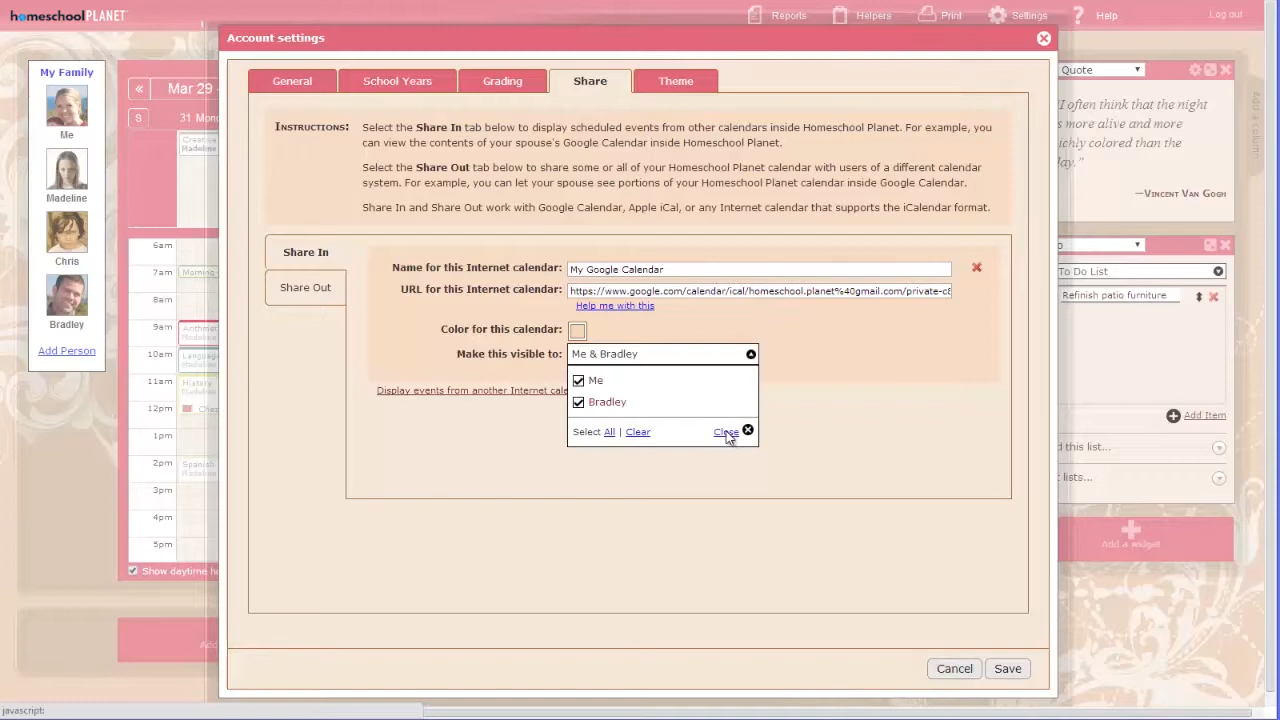 homeschoolPLANET
Reports
Helpers
Print
Settings
Help
Log out
Account settings
My Family
Me
Madeline
Chris
Bradley
Add Person
Mar 29
S
31
6am
7am
8am
9am
10am
11am
12pm
1pm
2pm
3pm
4pm
5pm
Madeline
Spanish
History
General
School Years
Grading
Share
Theme
Instructions:
Select the Share In tab below to display scheduled events from other calendars inside Homeschool Planet. For example, you
can view the contents of your spouse's Google Calendar inside Homeschool Planet.
Select the Share Out tab below to share some or all of your Homeschool Planet calendar with users of a different calendar
system. For example, you can let your spouse see portions of your Homeschool Planet calendar inside Google Calendar.
Share In and Share Out work with Google Calendar, Apple iCal, or any Internet calendar that supports the iCalendar format.
Share In
Share Out
Name for this Internet calendar: My Google Calendar
URL for this Internet calendar: https://www.google.com/calendar/ical/homeschool.planet%40gmail.com/private-c
Help me with this
Color for this calendar:
Make this visible to: Me & Bradley
Me
Bradley
Select All | Clear Close
Display events from another Internet cale
Cancel
Save
Quote
I often think that the night
s more alive and more
ichly colored than the
day."
—Vincent Van Gogh
To Do List
Refinish patio furniture
Add Item
d this list...
lists...
Add a widget
Add a column
Show daytime h
javascript: